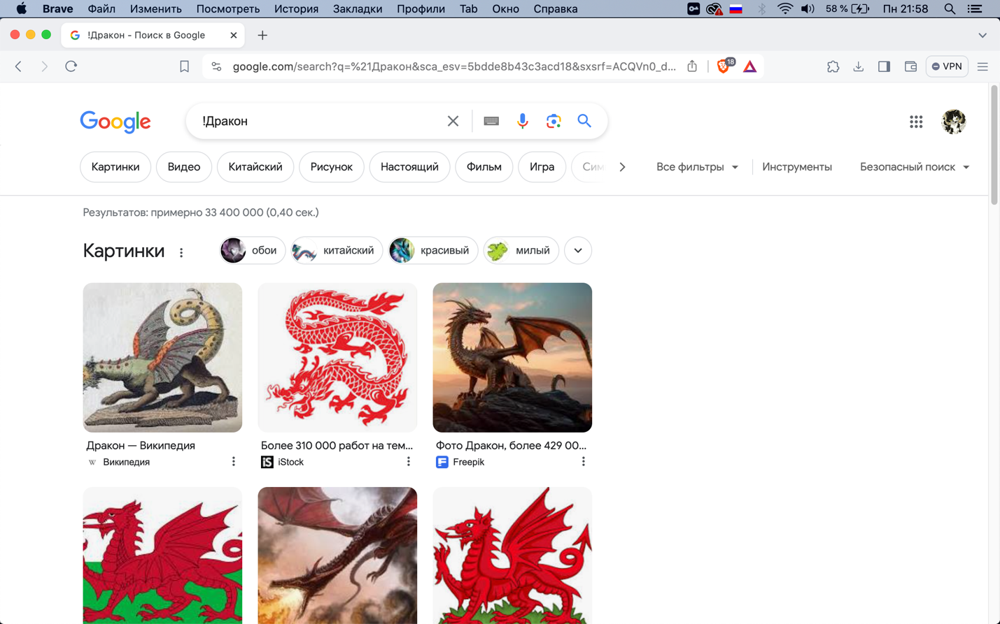 Brave Файл Изменить Посмотреть История Закладки Профили Tab Окно Справка 58 % Пн 21:58
!Дракон - Поиск в Google
google.com/search?q=%21Дракон&sca_esv=5bdde8b43c3acd18&sxsrf=ACQVn0_d... 18 VPN
Google !Дракон
Картинки Видео Китайский Рисунок Настоящий Фильм Игра Сим Все фильтры Инструменты Безопасный поиск
Результатов: примерно 33 400 000 (0,40 сек.)
Картинки обои китайский красивый милый
Дракон — Википедия
W Википедия
Более 310 000 работ на тем...
iS iStock
Фото Дракон, более 429 00...
F Freepik